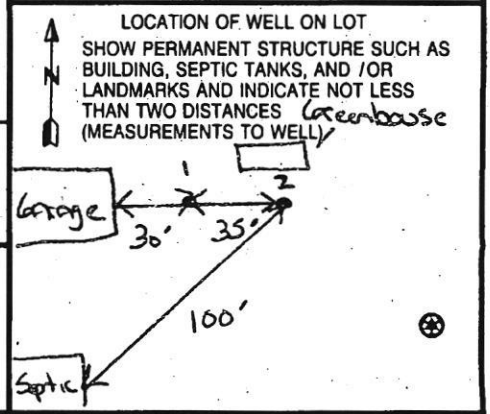 LOCATION OF WELL ON LOT
SHOW PERMANENT STRUCTURE SUCH AS
BUILDING, SEPTIC TANKS, AND /OR
LANDMARKS AND INDICATE NOT LESS
THAN TWO DISTANCES
(MEASUREMENTS TO WELL)
N
Greenhouse
1
2
Garage
30'
35'
100'
Septic